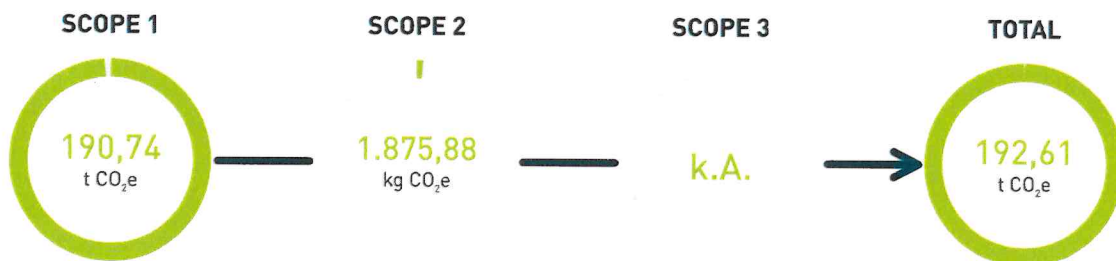 SCOPE 1
SCOPE 2
SCOPE 3
TOTAL
190,74
t CO₂e
1.875,88
kg CO₂e
k.A.
192,61
t CO₂e